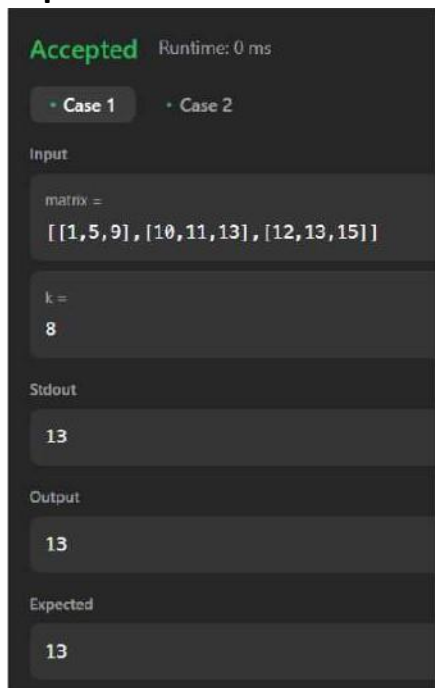 Accepted Runtime: 0 ms
• Case 1 • Case 2
Input
matrix =
[[1,5,9],[10,11,13],[12,13,15]]
k =
8
Stdout
13
Output
13
Expected
13